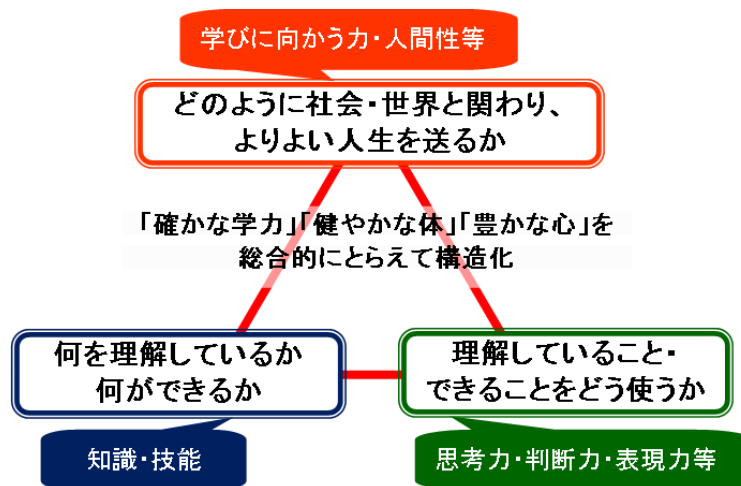 学びに向かう力・人間性等
どのように社会・世界と関わり、
よりよい人生を送るか
「確かな学力」「健やかな体」「豊かな心」を
総合的にとらえて構造化
何を理解しているか
何ができるか
理解していること・
できることをどう使うか
知識・技能
思考力・判断力・表現力等